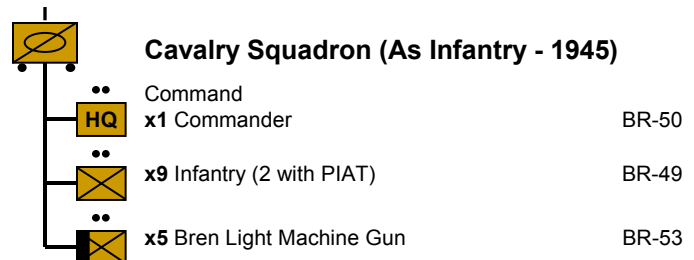 Cavalry Squadron (As Infantry - 1945)
Command
HQ x1 Commander BR-50
x9 Infantry (2 with PIAT) BR-49
x5 Bren Light Machine Gun BR-53